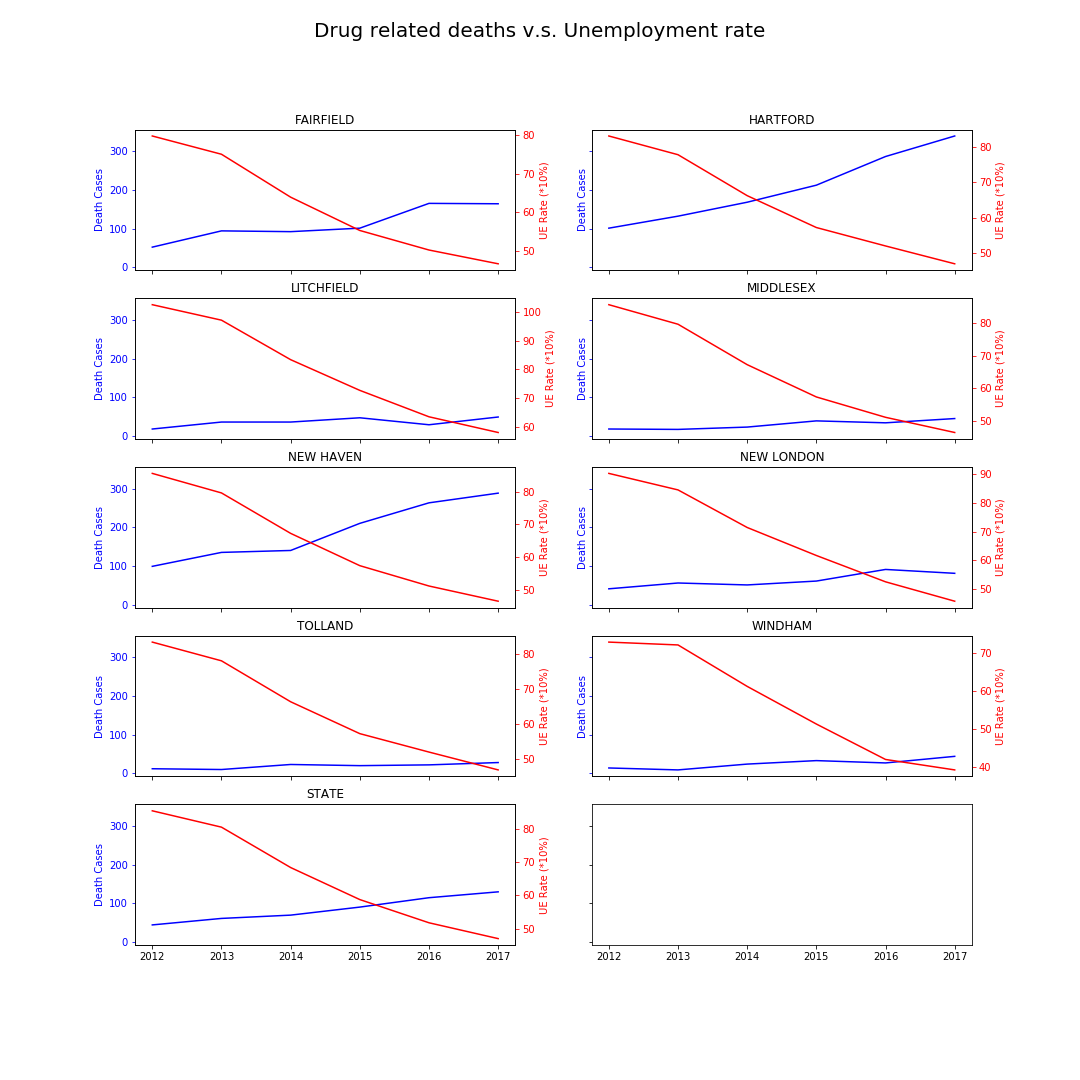 Drug related deaths v.s. Unemployment rate
FAIRFIELD
300
200
100
0
Death Cases
80
70
60
50
UE Rate (*10%)
HARTFORD
Death Cases
80
70
60
50
UE Rate (*10%)
LITCHFIELD
300
200
100
0
Death Cases
100
90
80
70
60
UE Rate (*10%)
MIDDLESEX
Death Cases
80
70
60
50
UE Rate (*10%)
NEW HAVEN
300
200
100
0
Death Cases
80
70
60
50
UE Rate (*10%)
NEW LONDON
Death Cases
90
80
70
60
50
UE Rate (*10%)
TOLLAND
300
200
100
0
Death Cases
80
70
60
50
UE Rate (*10%)
WINDHAM
Death Cases
70
60
50
40
UE Rate (*10%)
STATE
300
200
100
0
Death Cases
80
70
60
50
UE Rate (*10%)
2012 2013 2014 2015 2016 2017
2012 2013 2014 2015 2016 2017